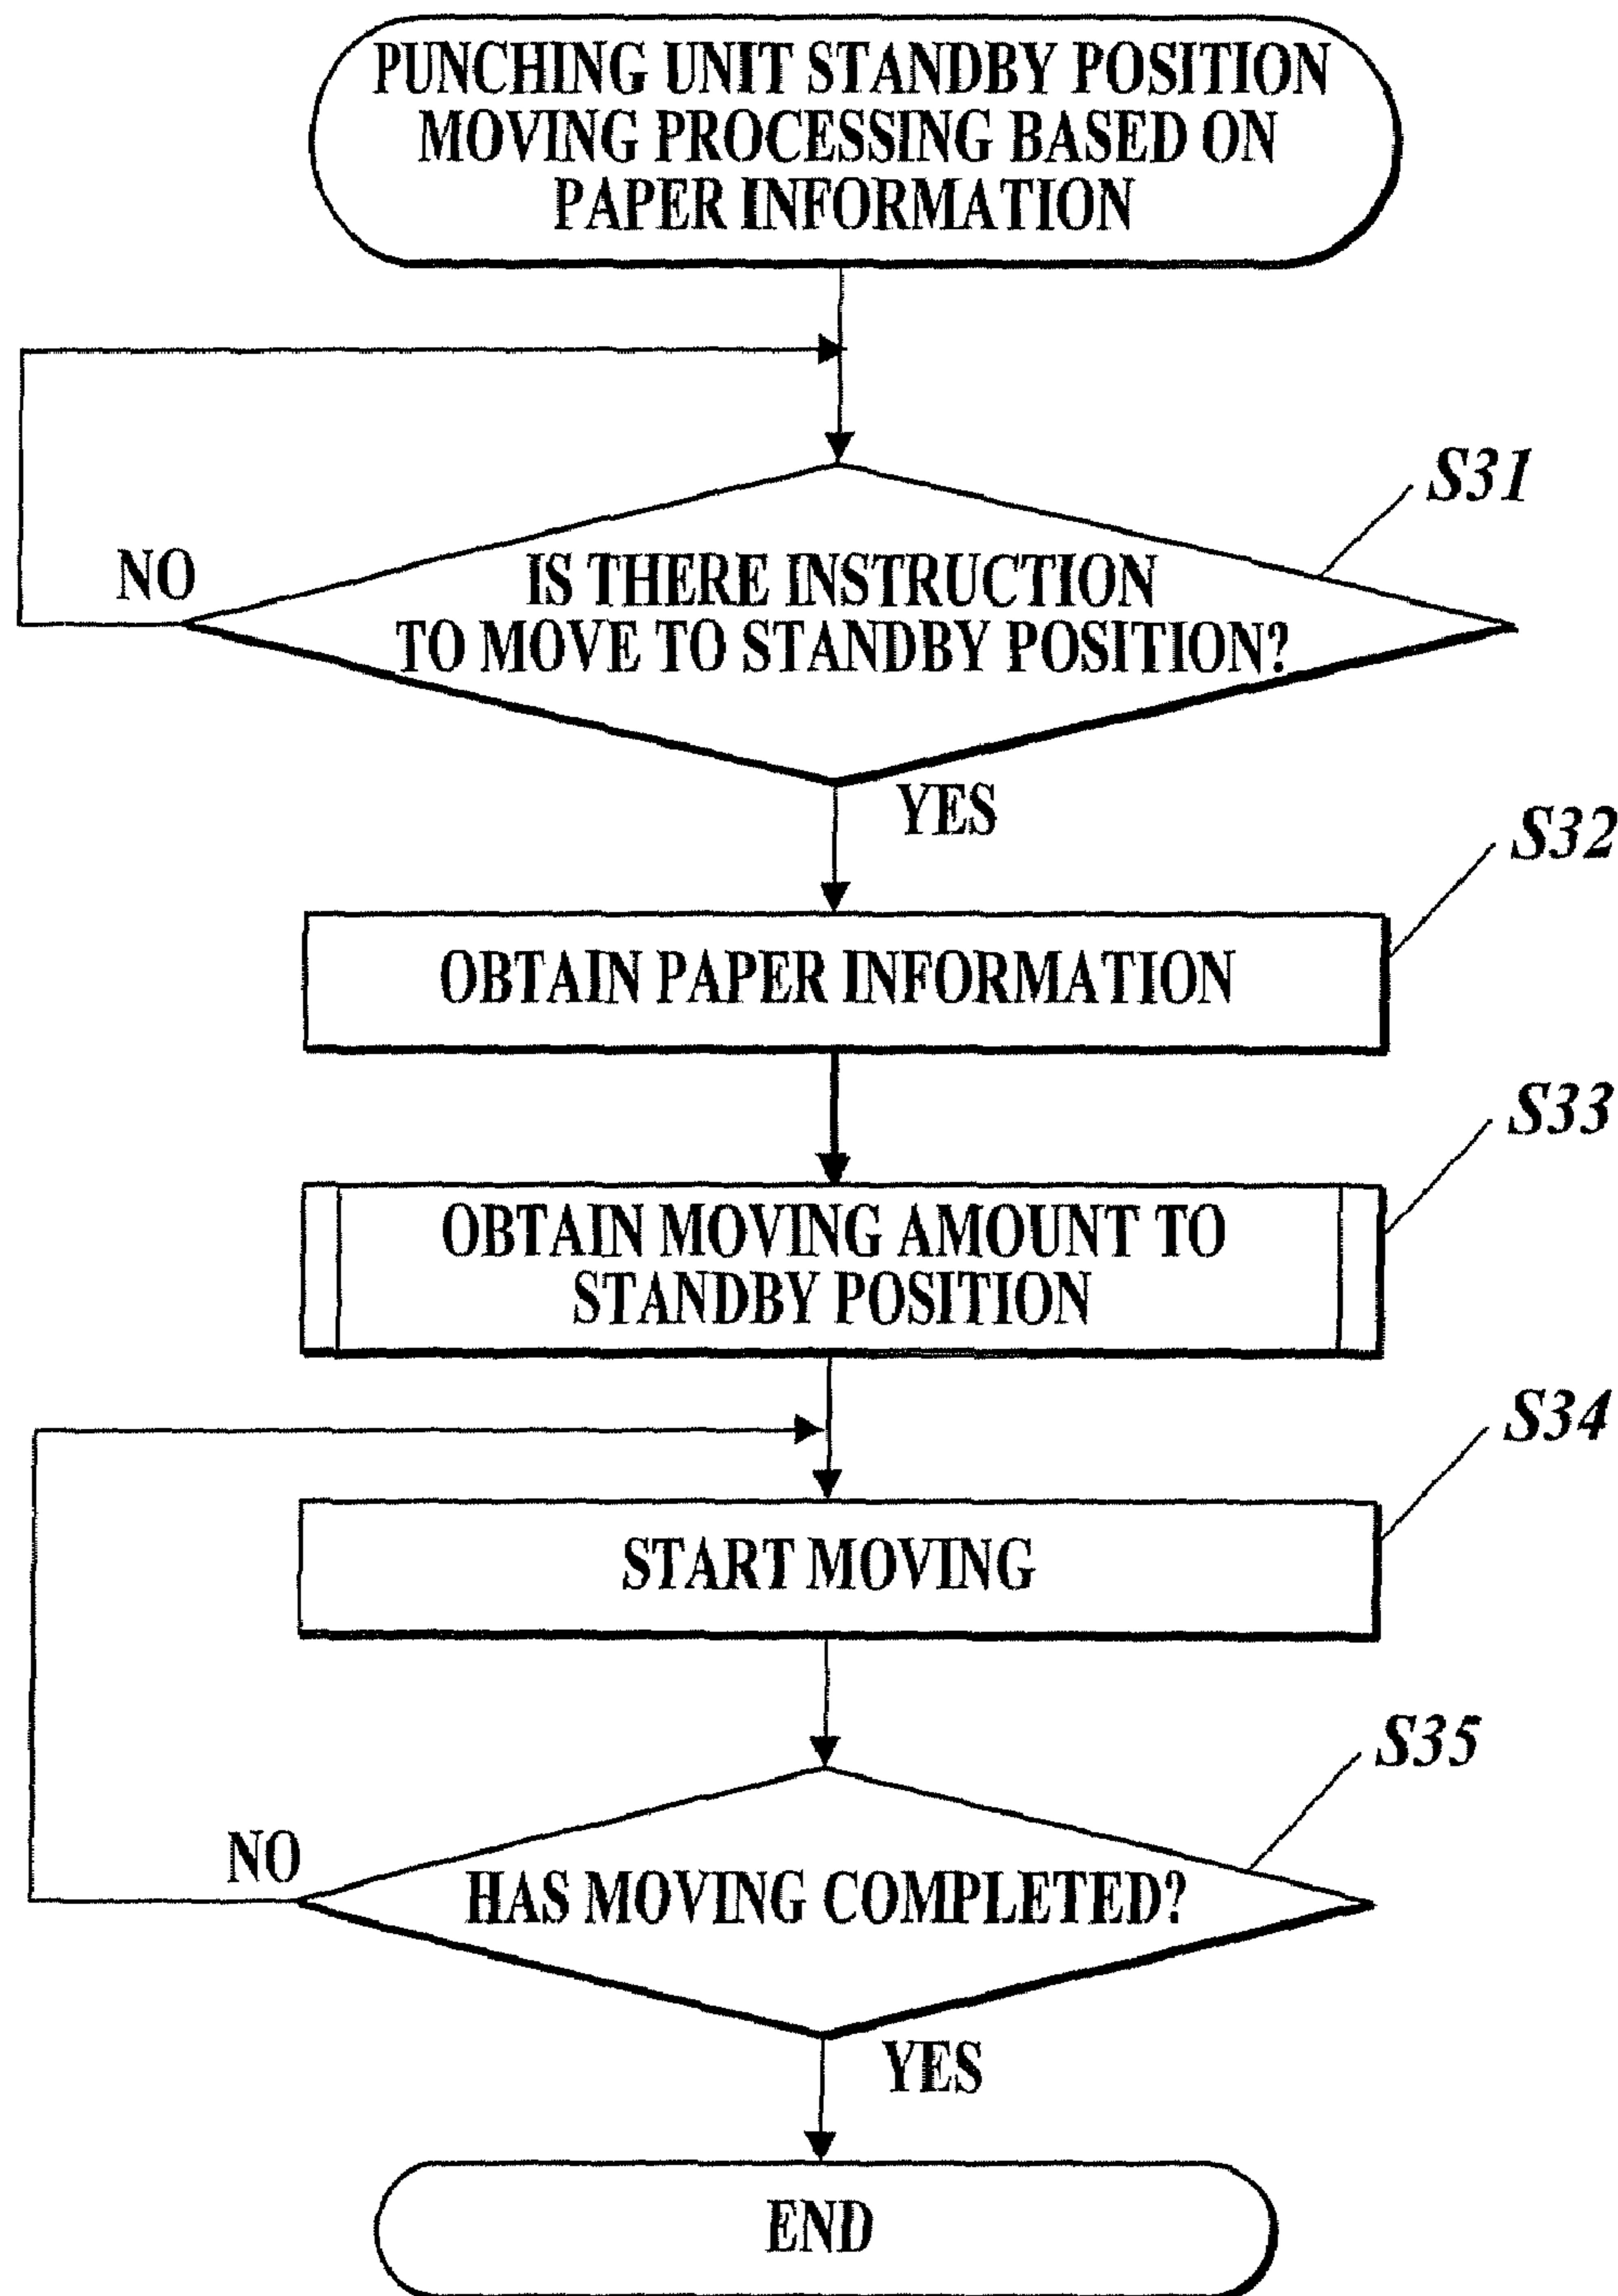 PUNCHING UNIT STANDBY POSITION
MOVING PROCESSING BASED ON
PAPER INFORMATION
S31
NO
IS THERE INSTRUCTION
TO MOVE TO STANDBY POSITION?
YES
S32
OBTAIN PAPER INFORMATION
S33
OBTAIN MOVING AMOUNT TO
STANDBY POSITION
S34
START MOVING
S35
NO
HAS MOVING COMPLETED?
YES
END